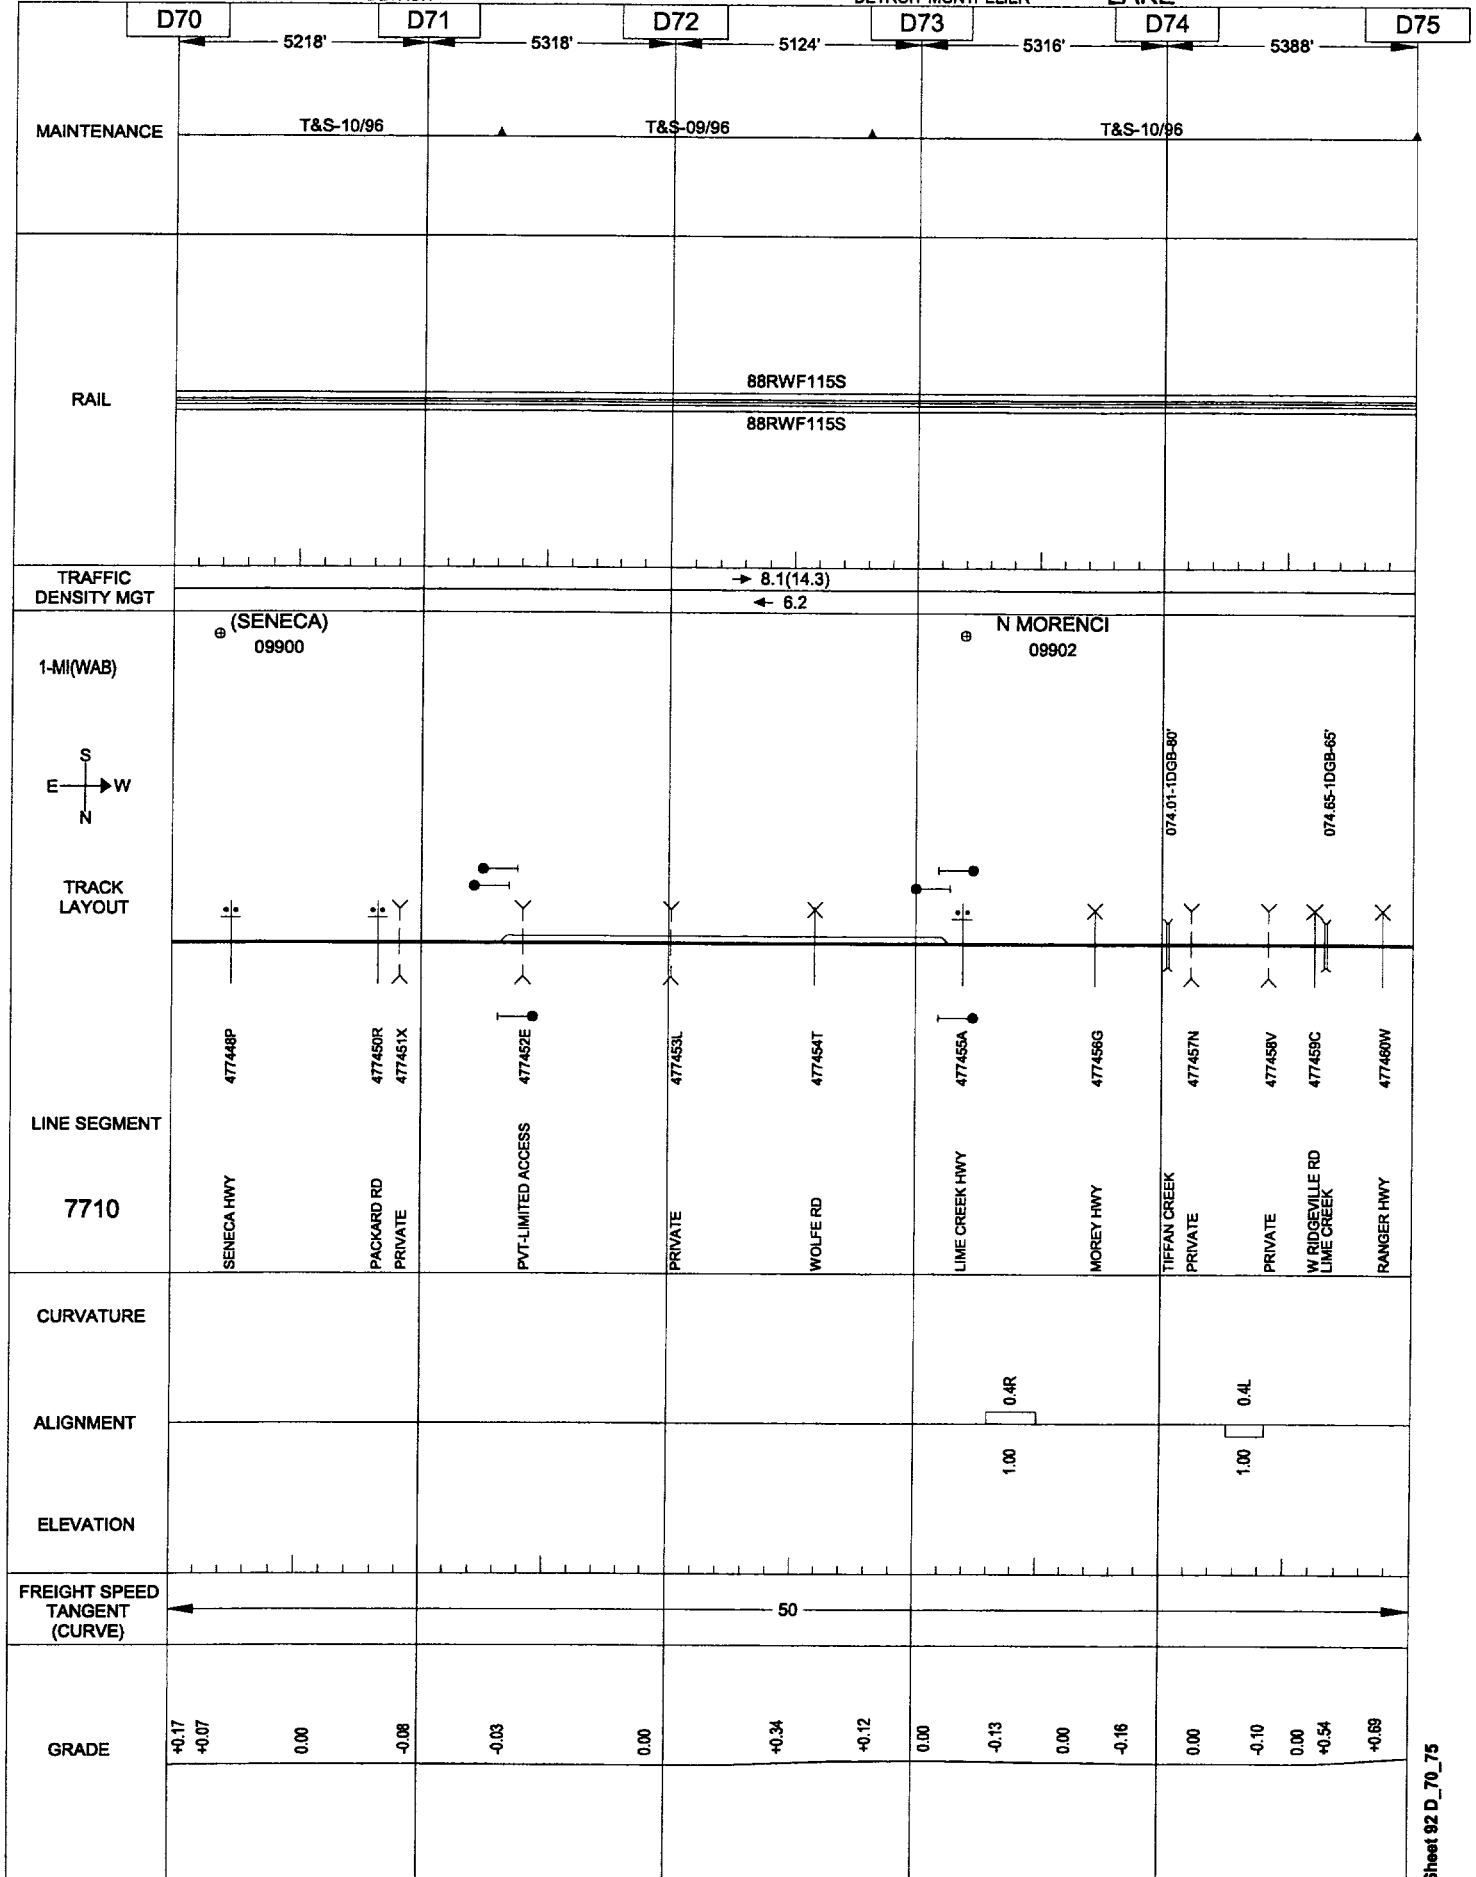 LAKE
D70 D71 D72 D73 D74 D75
5218' 5318' 5124' 5316' 5388'
MAINTENANCE T&S-10/96 T&S-09/96 T&S-10/96
88RWF115S
RAIL
88RWF115S
TRAFFIC
DENSITY MGT
8.1(14.3)
6.2
(SENECA)
09900
N MORENCI
09902
1-MI(WAB)
S
E W
N
074.01-1DGB-80'
074.65-1DGB-65'
TRACK
LAYOUT
477448P
477450R
477451X
477452E
477453L
477454T
477455A
477456G
477457N
477458V
477459C
477460W
LINE SEGMENT
7710
SENECA HWY
PACKARD RD
PRIVATE
PVT-LIMITED ACCESS
PRIVATE
WOLFE RD
LIME CREEK HWY
MOREY HWY
TIFFAN CREEK
PRIVATE
PRIVATE
W RIDGEVILLE RD
LIME CREEK
RANGER HWY
CURVATURE
0.4R
0.4L
ALIGNMENT
1.00
1.00
ELEVATION
FREIGHT SPEED
TANGENT
(CURVE)
50
GRADE
+0.17
+0.07
0.00
-0.08
-0.03
0.00
+0.34
+0.12
0.00
-0.13
0.00
-0.16
0.00
-0.10
0.00
+0.54
+0.69
Sheet 92 D_70_75